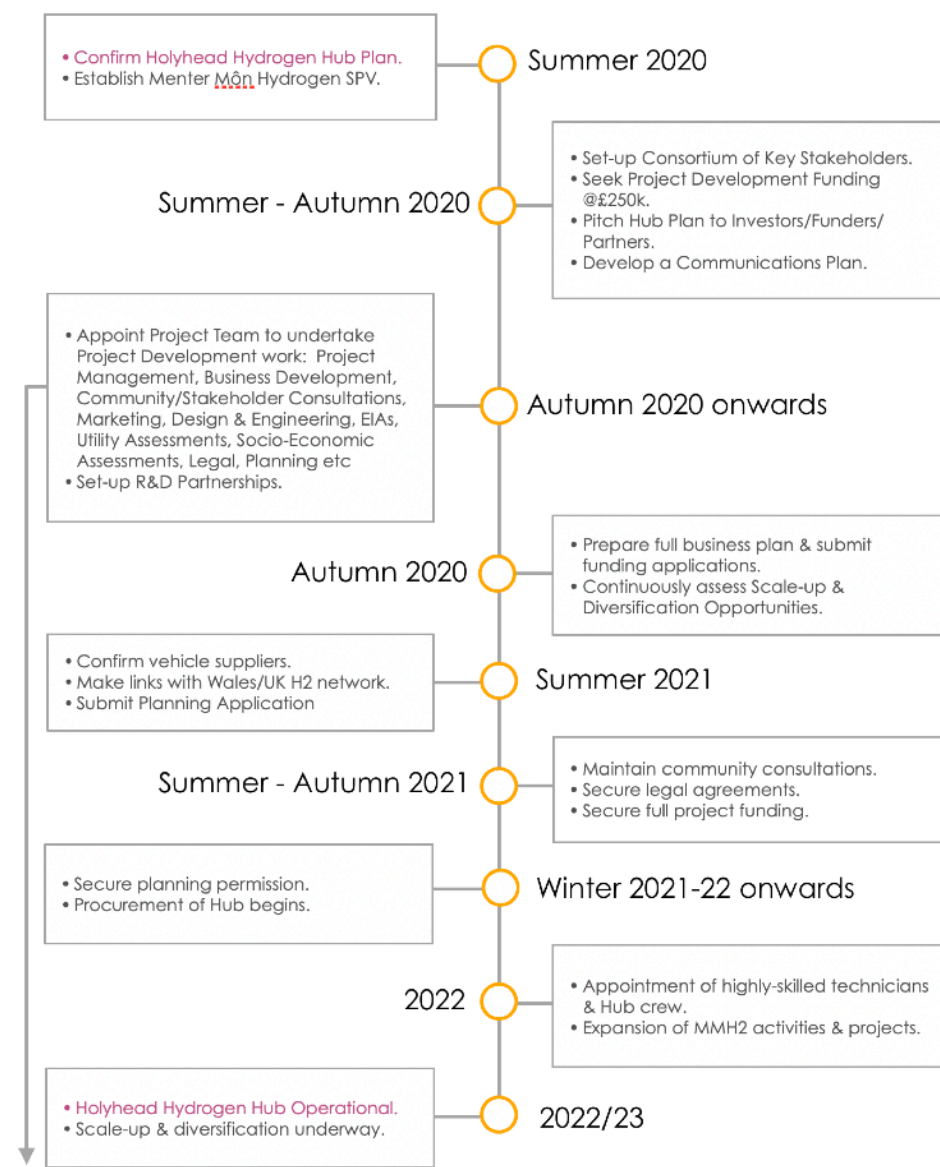 • Confirm Holyhead Hydrogen Hub Plan.
• Establish Menter Môn Hydrogen SPV.
Summer 2020
Summer - Autumn 2020
• Set-up Consortium of Key Stakeholders.
• Seek Project Development Funding
@£250k.
• Pitch Hub Plan to Investors/Funders/
Partners.
• Develop a Communications Plan.
• Appoint Project Team to undertake
Project Development work: Project
Management, Business Development,
Community/Stakeholder Consultations,
Marketing, Design & Engineering, EIAs,
Utility Assessments, Socio-Economic
Assessments, Legal, Planning etc
• Set-up R&D Partnerships.
Autumn 2020 onwards
Autumn 2020
• Prepare full business plan & submit
funding applications.
• Continuously assess Scale-up &
Diversification Opportunities.
• Confirm vehicle suppliers.
• Make links with Wales/UK H2 network.
• Submit Planning Application
Summer 2021
Summer - Autumn 2021
• Maintain community consultations.
• Secure legal agreements.
• Secure full project funding.
• Secure planning permission.
• Procurement of Hub begins.
Winter 2021-22 onwards
2022
• Appointment of highly-skilled technicians
& Hub crew.
• Expansion of MMH2 activities & projects.
• Holyhead Hydrogen Hub Operational.
• Scale-up & diversification underway.
2022/23